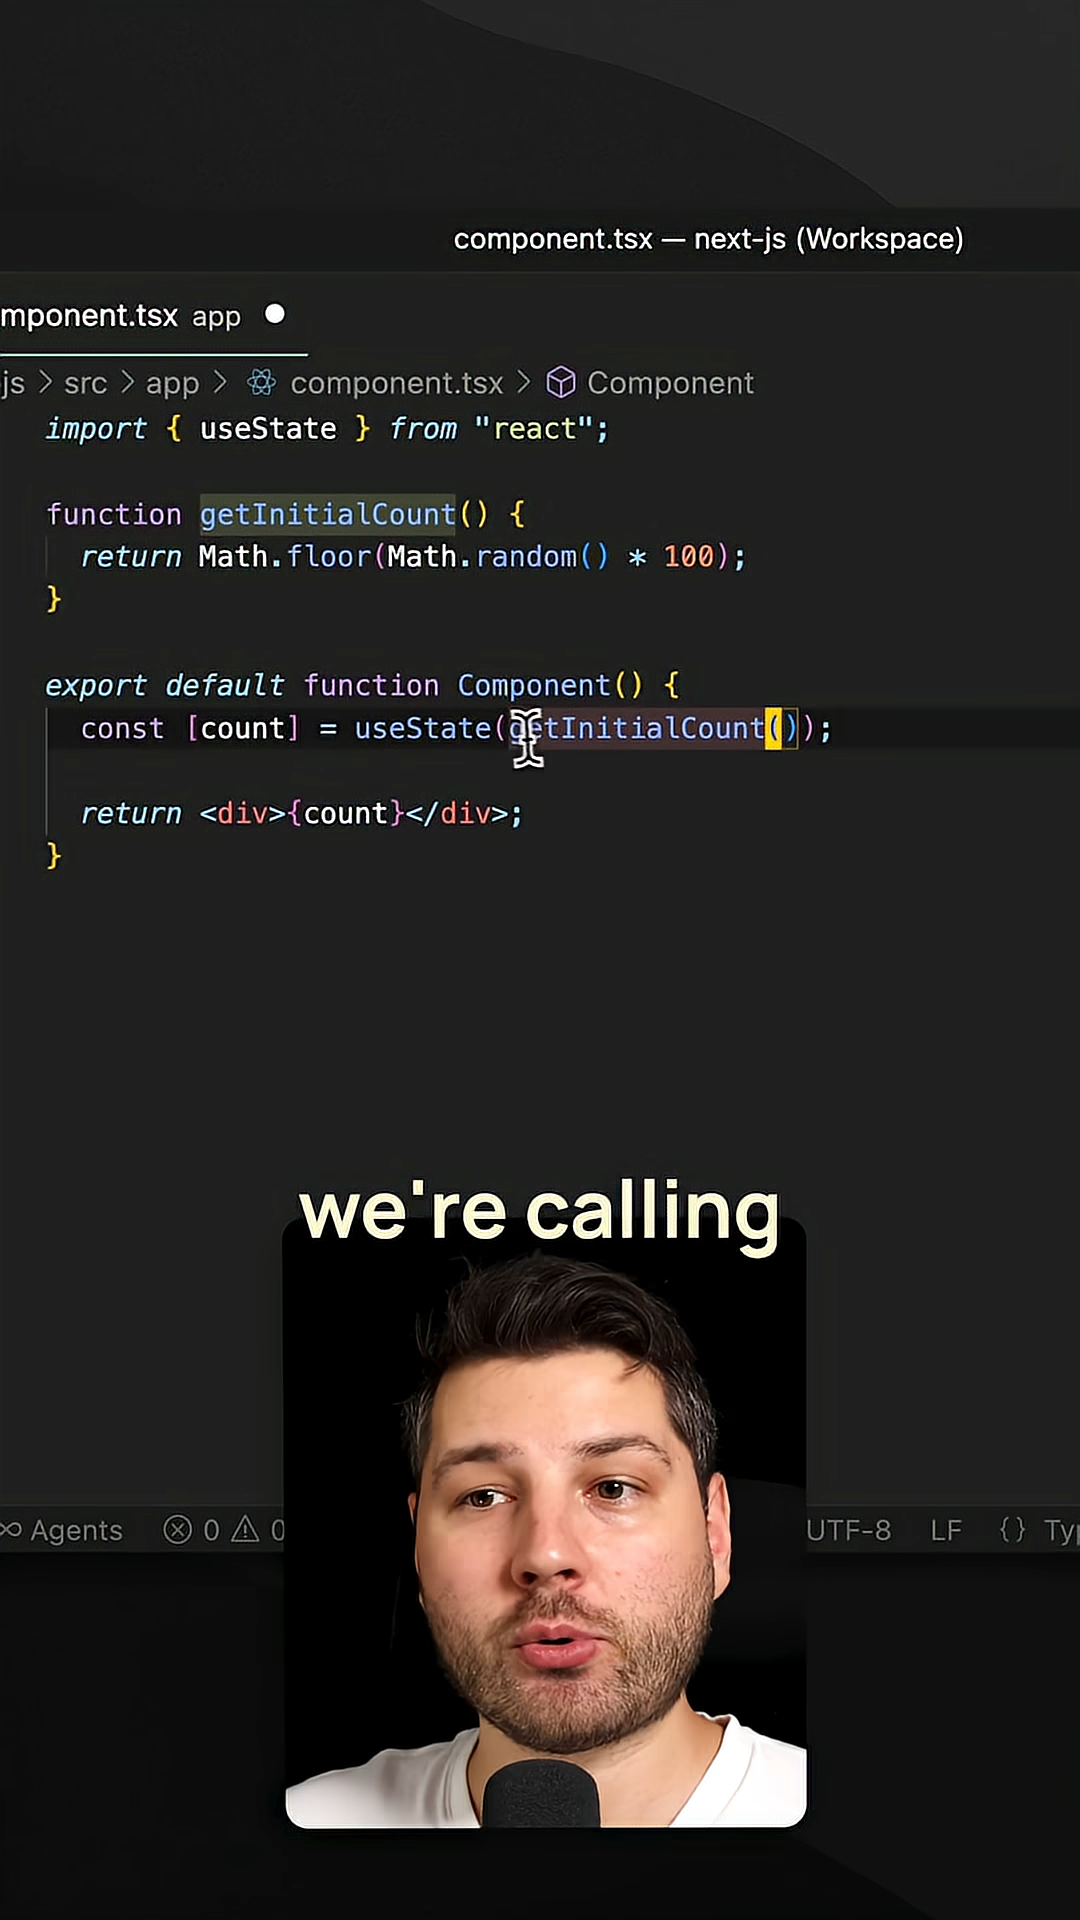 component.tsx — next-js (Workspace)
mponent.tsx app
js > src > app > component.tsx > Component
import { useState } from "react";
function getInitialCount() {
return Math.floor(Math.random() * 100);
}
export default function Component() {
const [count] = useState(getInitialCount());
return <div>{count}</div>;
}
we're calling
Agents 0 0 UTF-8 LF {} Typ